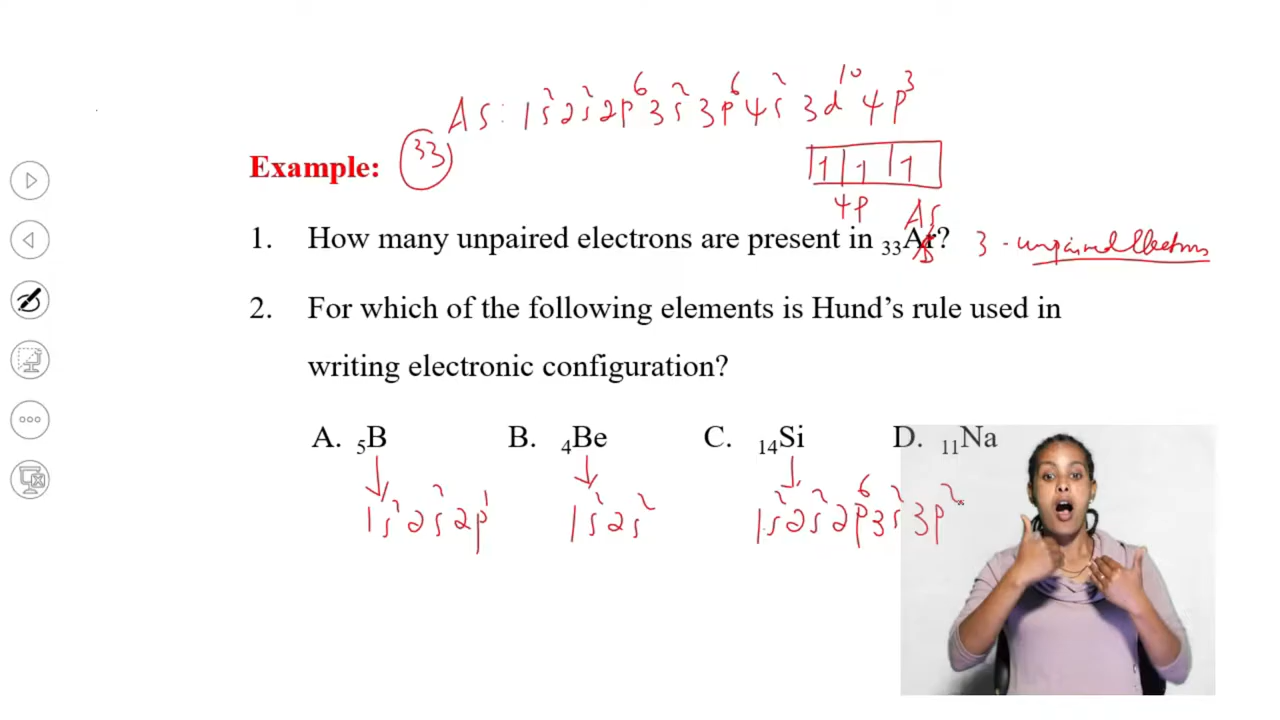 As: 1s²2s²2p⁶3s²3p⁶4s²3d¹⁰4p³
33
Example:
1 1 1
4p
As
1. How many unpaired electrons are present in ₃₃Ar? 3 - unpaired Electrons
2. For which of the following elements is Hund’s rule used in
writing electronic configuration?
A. ₅B B. ₄Be C. ₁₄Si D. ₁₁Na
1s²2s²2p¹ 1s²2s² 1s²2s²2p⁶3s²3p²